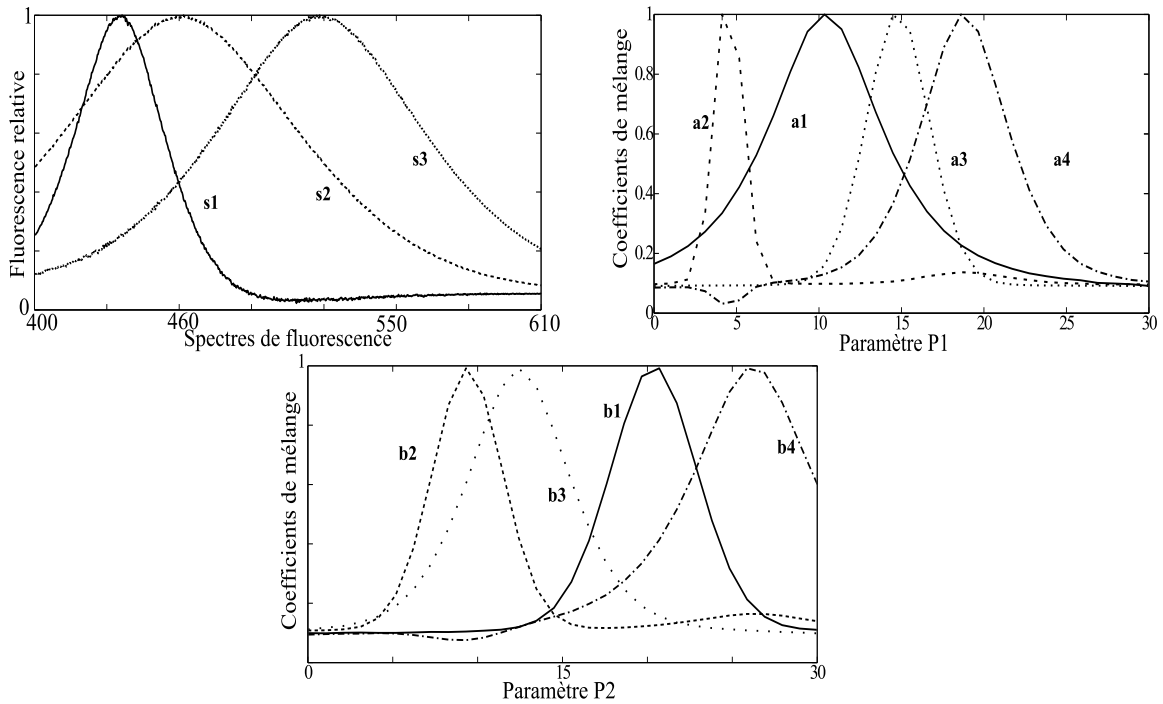 1
Fluorescence relative
s1
s2
s3
0
400
460
550
610
Spectres de fluorescence
1
0.8
0.6
0.4
0.2
0
Coefficients de mélange
a2
a1
a3
a4
0
5
10
15
20
25
30
Paramètre P1
1
Coefficients de mélange
b2
b3
b1
b4
0
15
30
Paramètre P2